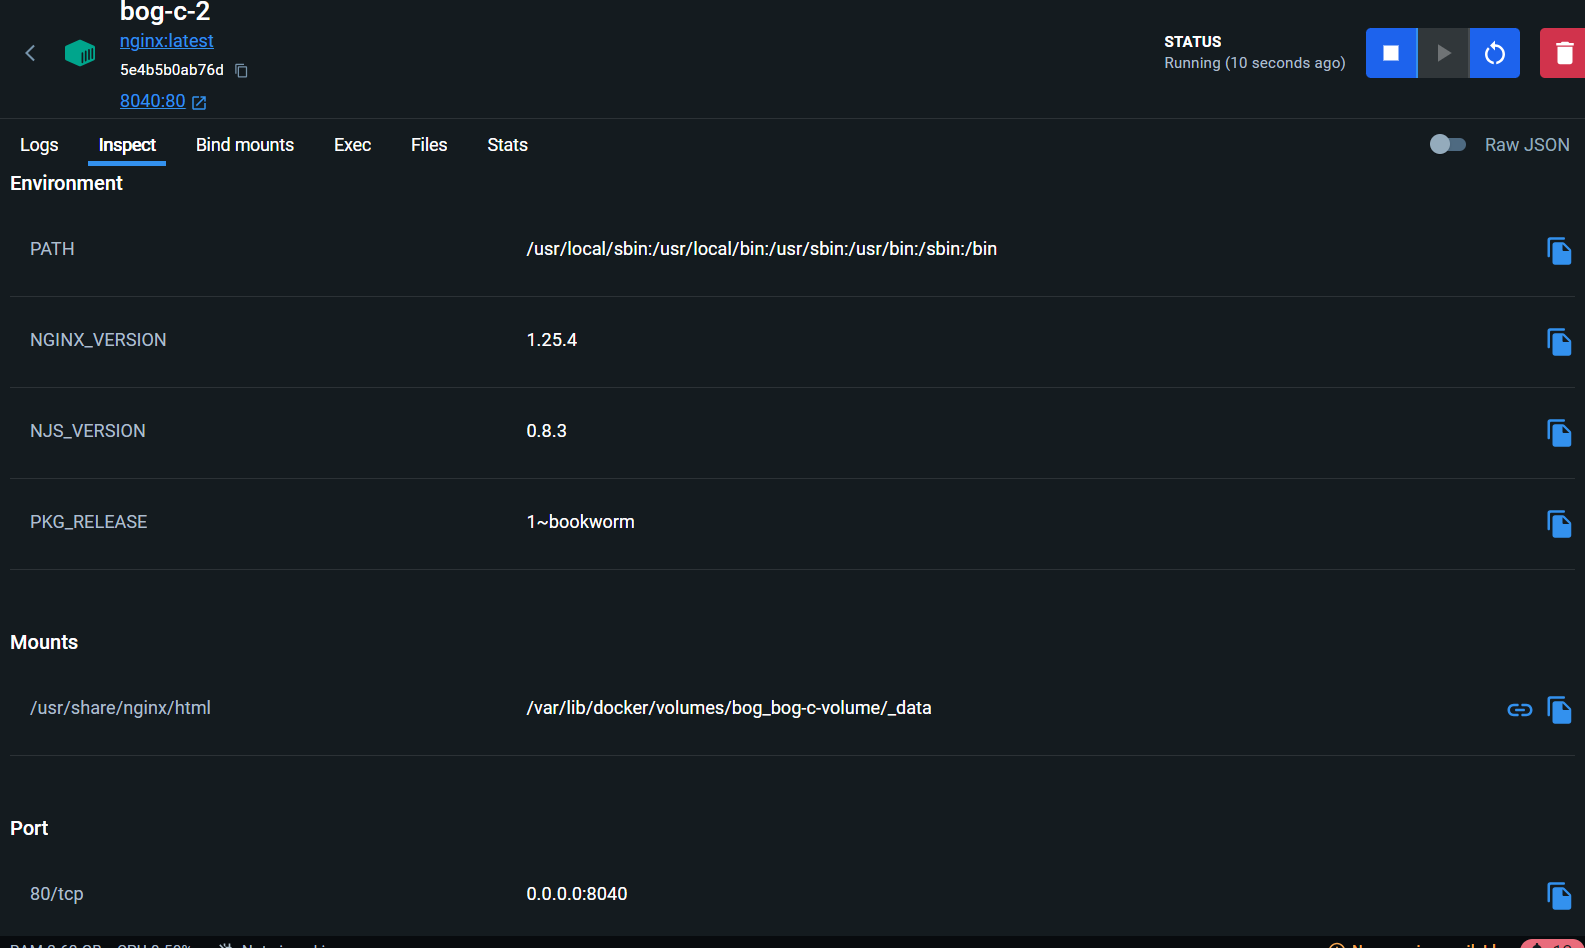 bog-c-2
nginx:latest
5e4b5b0ab76d
8040:80
STATUS
Running (10 seconds ago)
Logs Inspect Bind mounts Exec Files Stats Raw JSON
Environment
PATH /usr/local/sbin:/usr/local/bin:/usr/sbin:/usr/bin:/sbin:/bin
NGINX_VERSION 1.25.4
NJS_VERSION 0.8.3
PKG_RELEASE 1~bookworm
Mounts
/usr/share/nginx/html /var/lib/docker/volumes/bog_bog-c-volume/_data
Port
80/tcp 0.0.0.0:8040